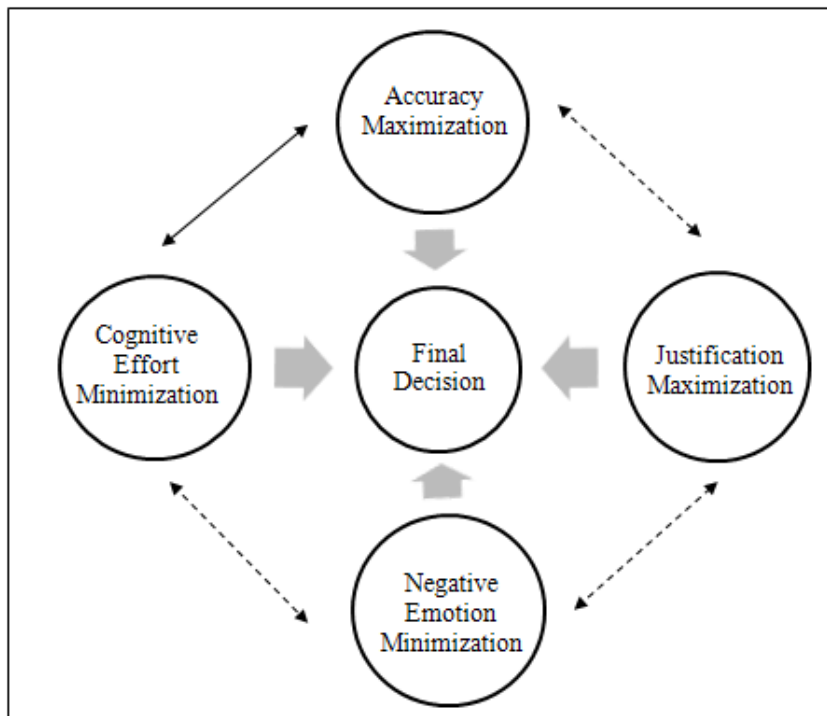 Accuracy
Maximization
Cognitive
Effort
Minimization
Final
Decision
Justification
Maximization
Negative
Emotion
Minimization